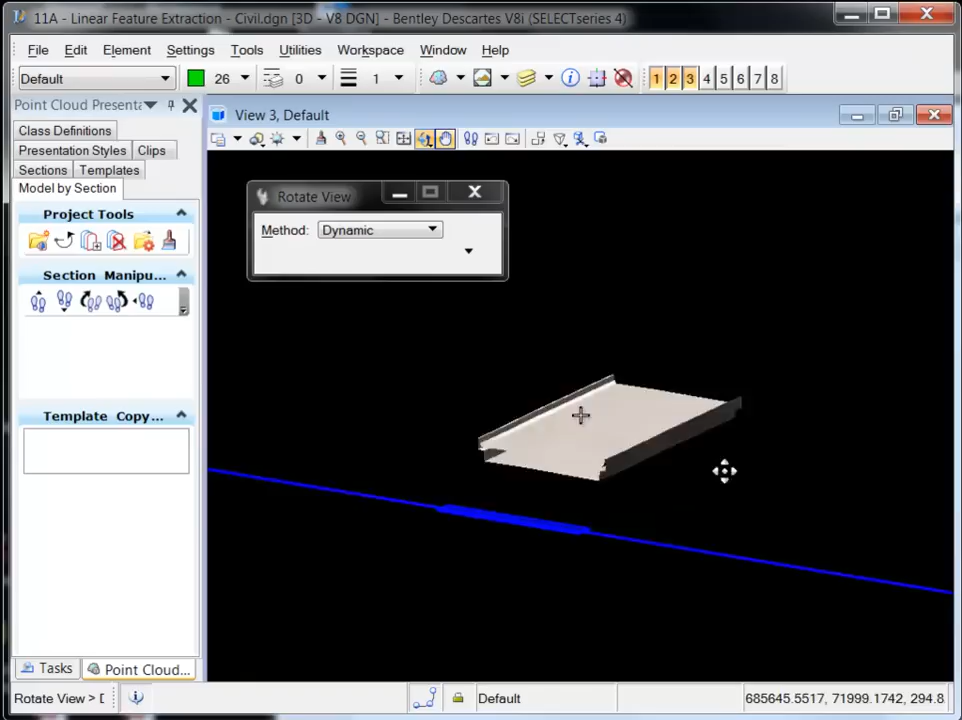 11A - Linear Feature Extraction - Civil.dgn [3D - V8 DGN] - Bentley Descartes V8i (SELECTseries 4)
File Edit Element Settings Tools Utilities Workspace Window Help
Default 26 0 1 1 2 3 4 5 6 7 8
Point Cloud Presenta
View 3, Default
Class Definitions
Presentation Styles Clips
Sections Templates
Model by Section
Rotate View
Project Tools
Method: Dynamic
Section Manipu...
Template Copy...
Tasks Point Cloud...
Rotate View > D Default 685645.5517, 71999.1742, 294.8